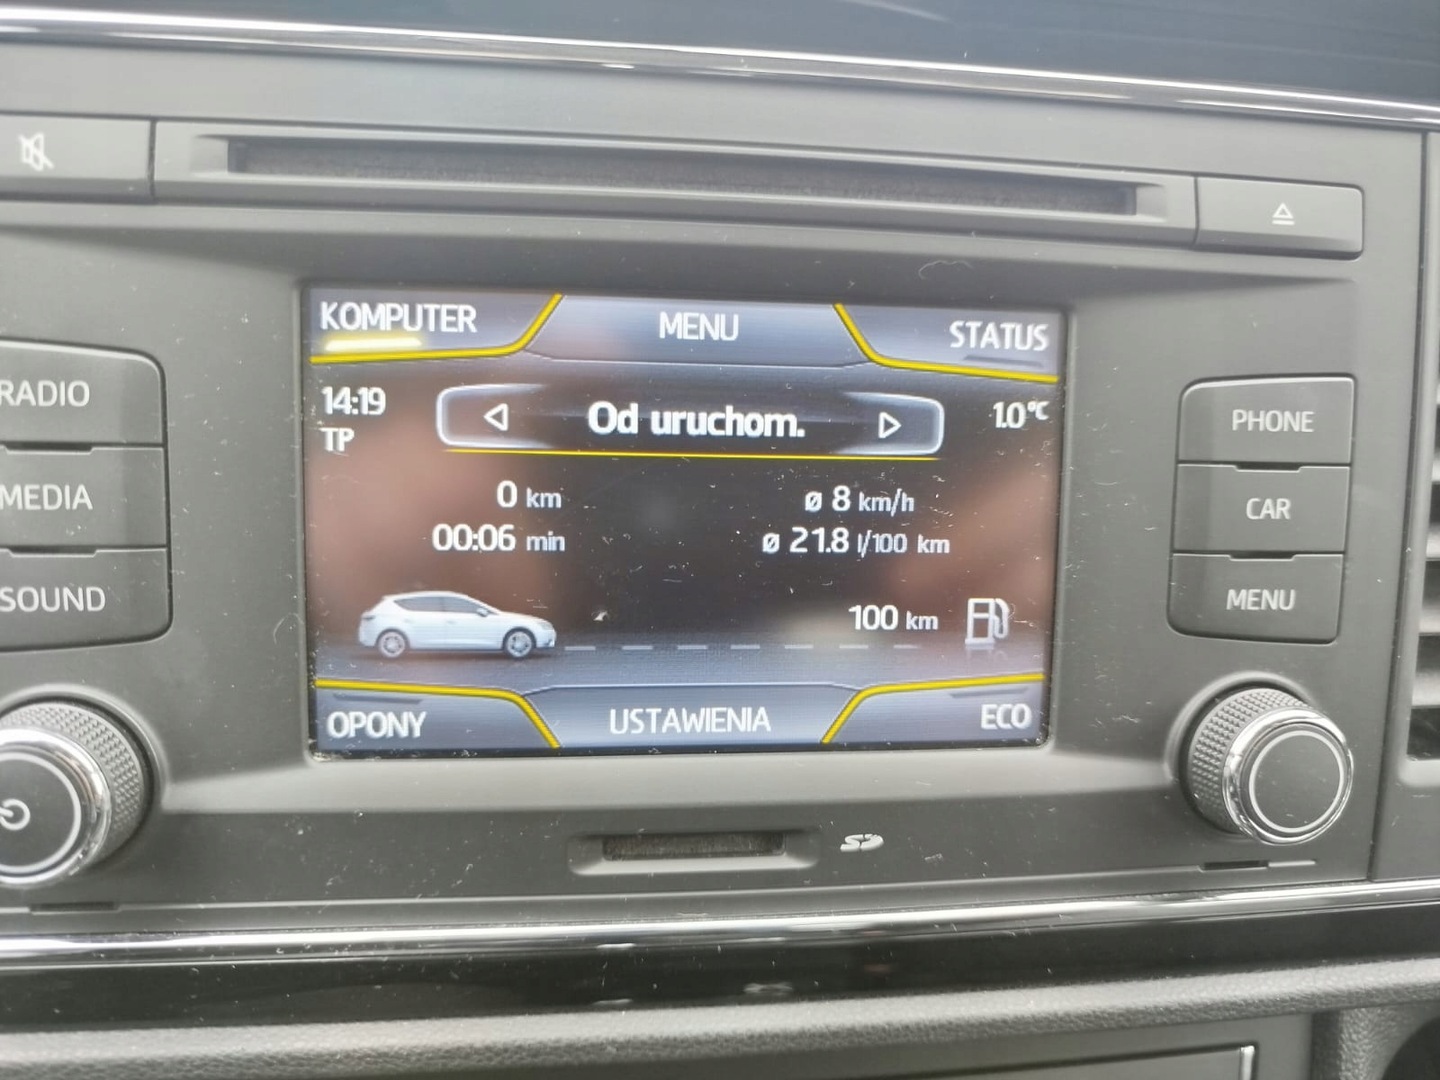 KOMPUTER
MENU
STATUS
14:19
TP
Od uruchom.
1.0°C
0 km
ø 8 km/h
00:06 min
ø 21.8 l/100 km
100 km
OPONY
USTAWIENIA
ECO
RADIO
MEDIA
SOUND
PHONE
CAR
MENU
SD